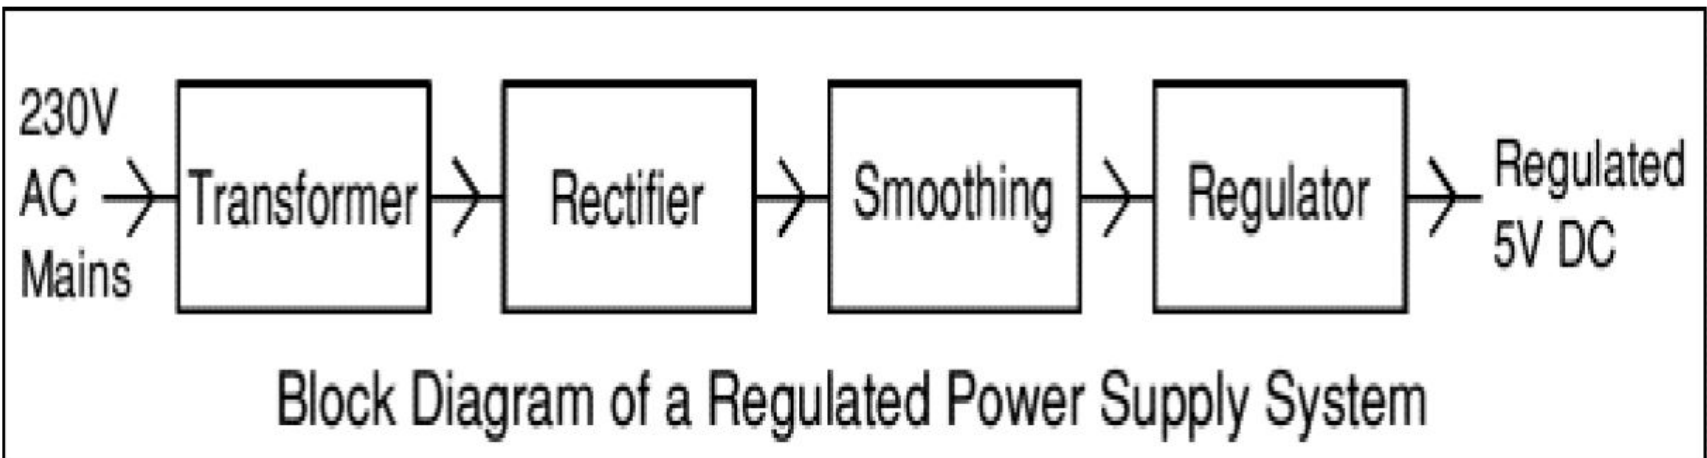 230V
AC
Mains
Transformer
Rectifier
Smoothing
Regulator
Regulated
5V DC
Block Diagram of a Regulated Power Supply System